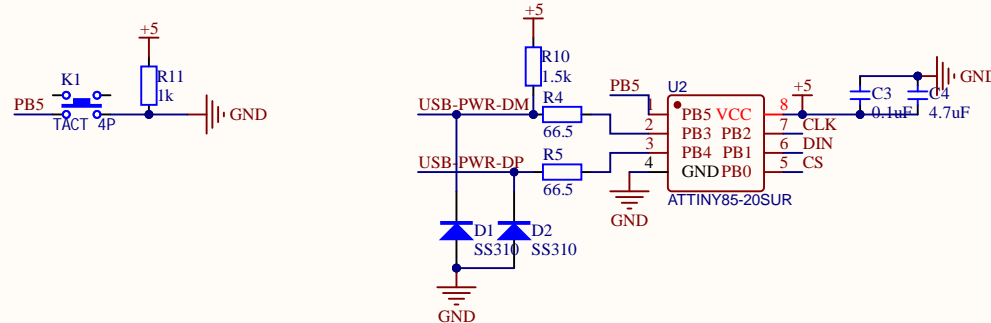 +5
K1
R11
1k
PB5
TACT 4P
GND
+5
R10
1.5k
USB-PWR-DM
R4
66.5
USB-PWR-DP
R5
66.5
D1
SS310
D2
SS310
GND
PB5
U2
1 PB5 VCC 8
2 PB3 PB2 7 CLK
3 PB4 PB1 6 DIN
4 GND PB0 5 CS
ATTINY85-20SUR
GND
+5
C3
0.1uF
C4
4.7uF
GND